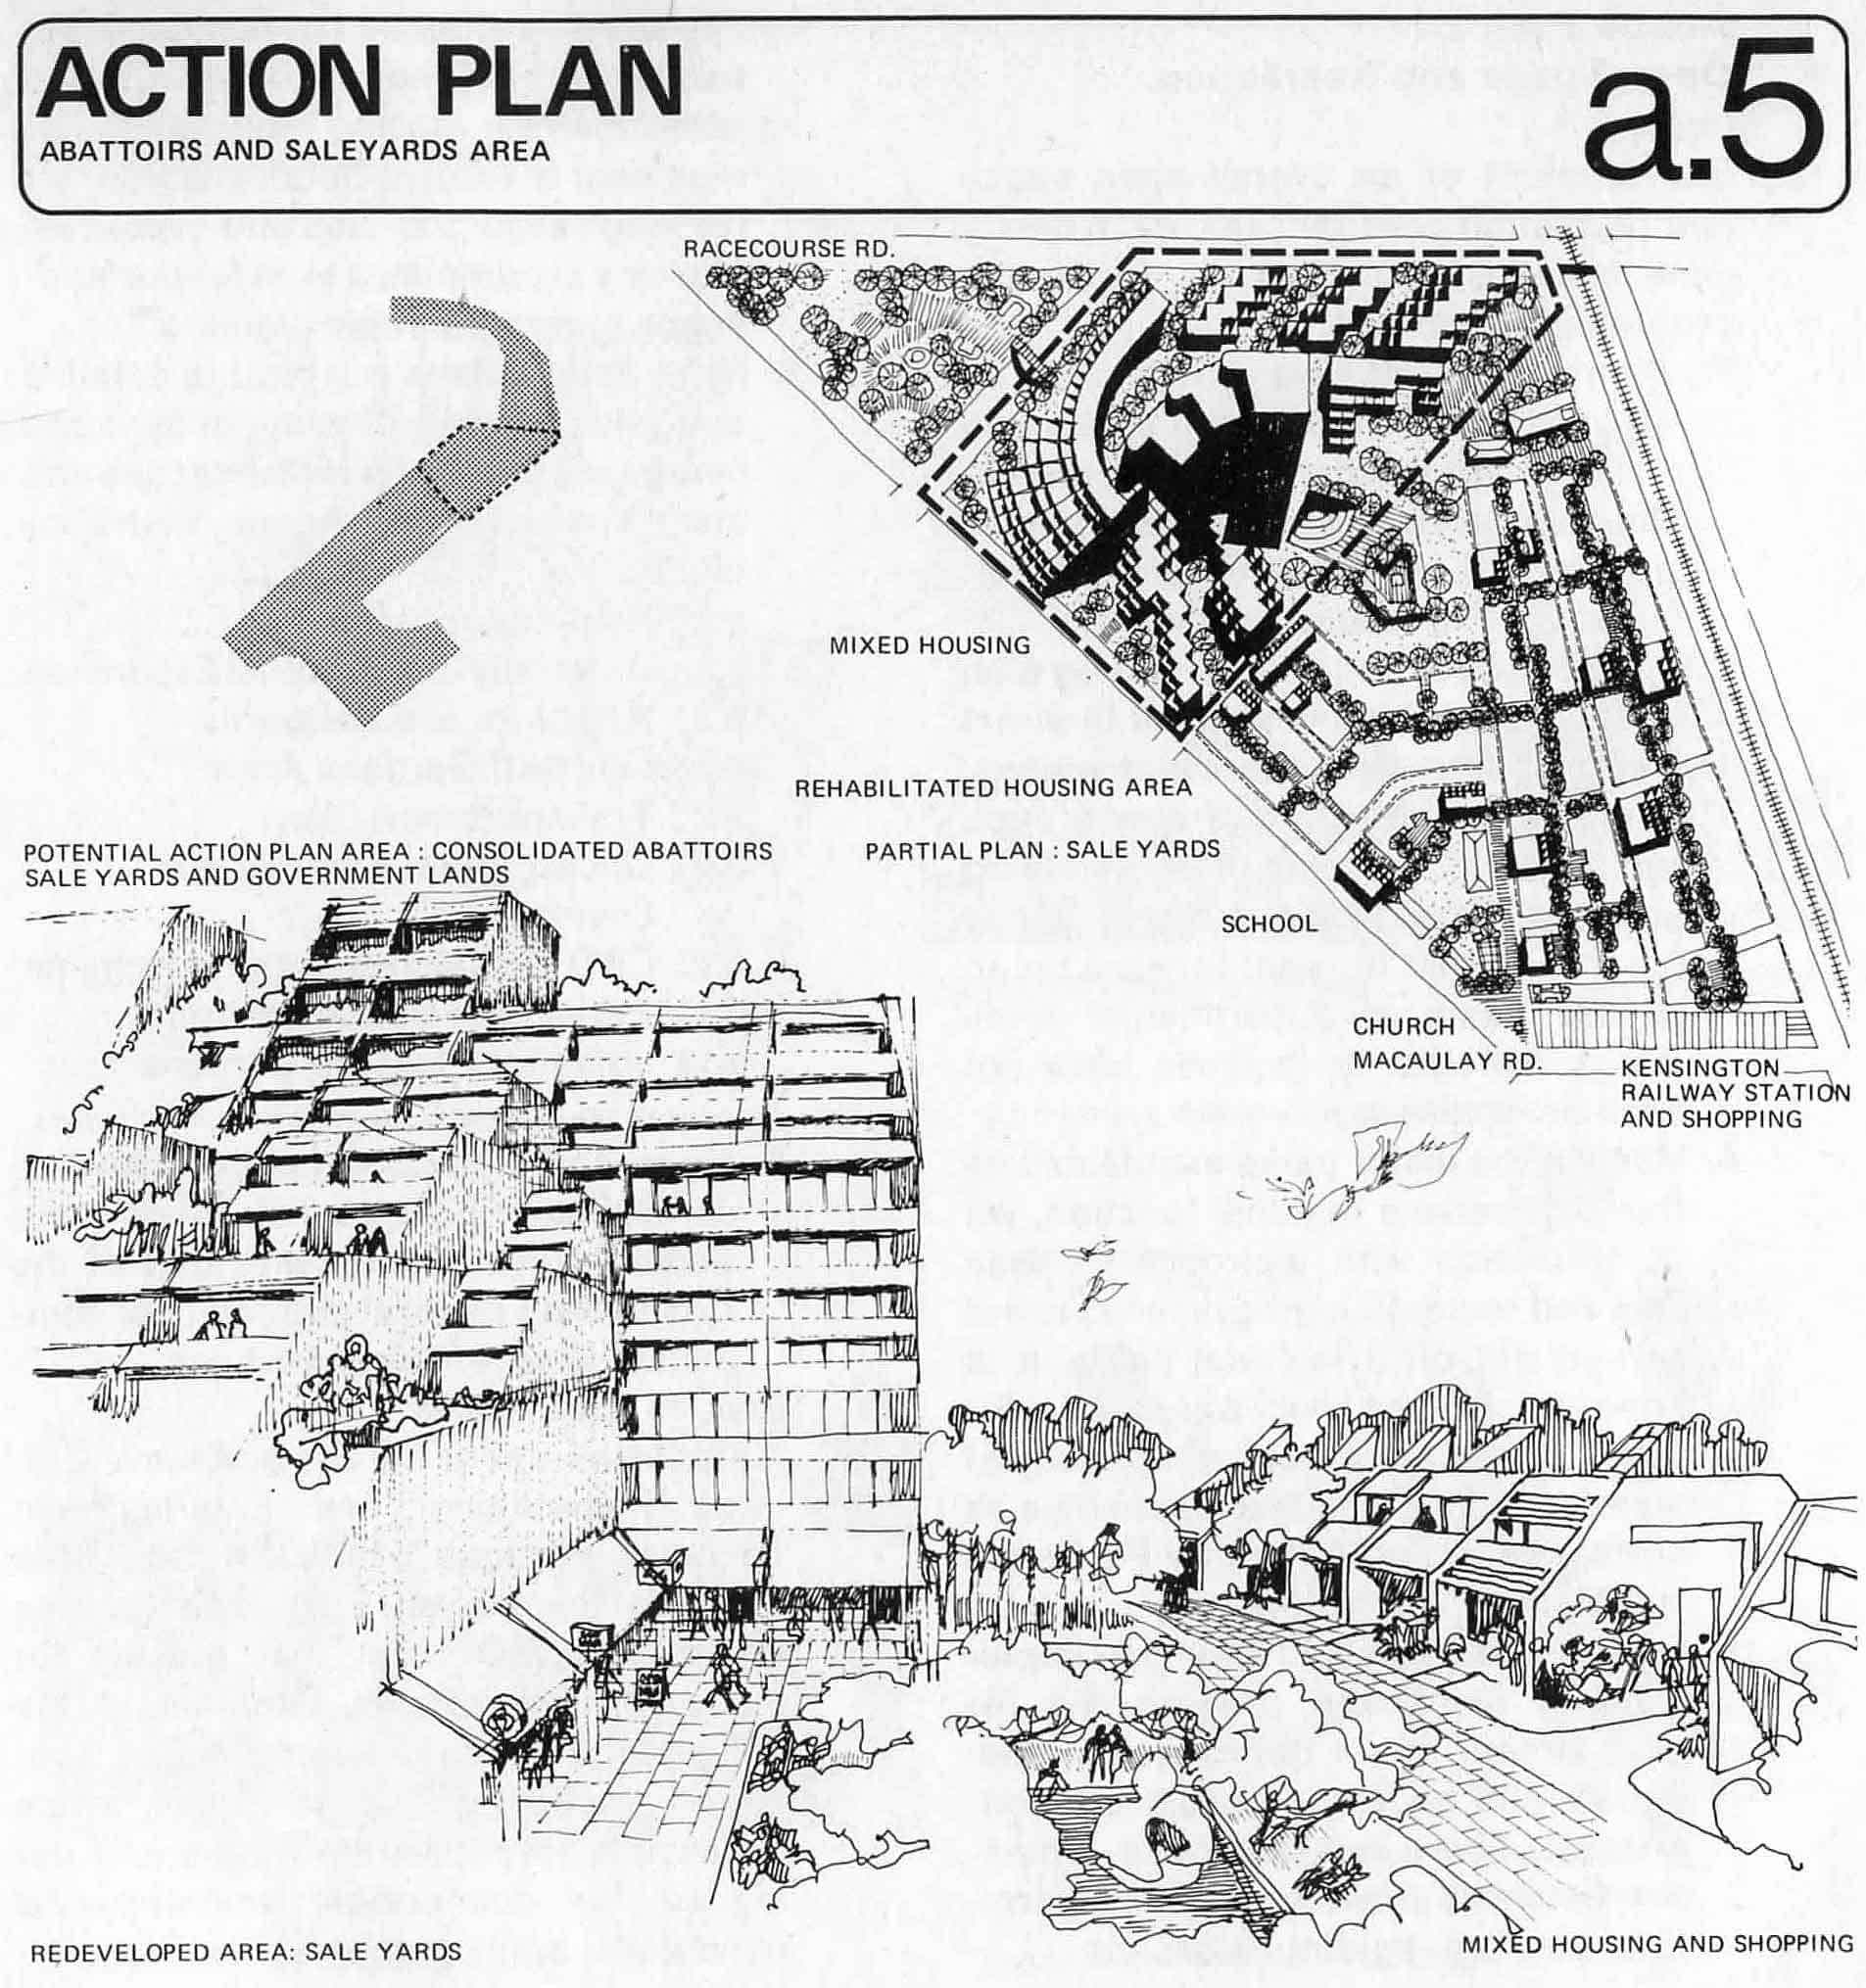 ACTION PLAN
ABATTOIRS AND SALEYARDS AREA
a.5
RACECOURSE RD.
MIXED HOUSING
REHABILITATED HOUSING AREA
POTENTIAL ACTION PLAN AREA : CONSOLIDATED ABATTOIRS
SALE YARDS AND GOVERNMENT LANDS
PARTIAL PLAN : SALE YARDS
SCHOOL
CHURCH
MACAULAY RD.
KENSINGTON
RAILWAY STATION
AND SHOPPING
REDEVELOPED AREA: SALE YARDS
MIXED HOUSING AND SHOPPING